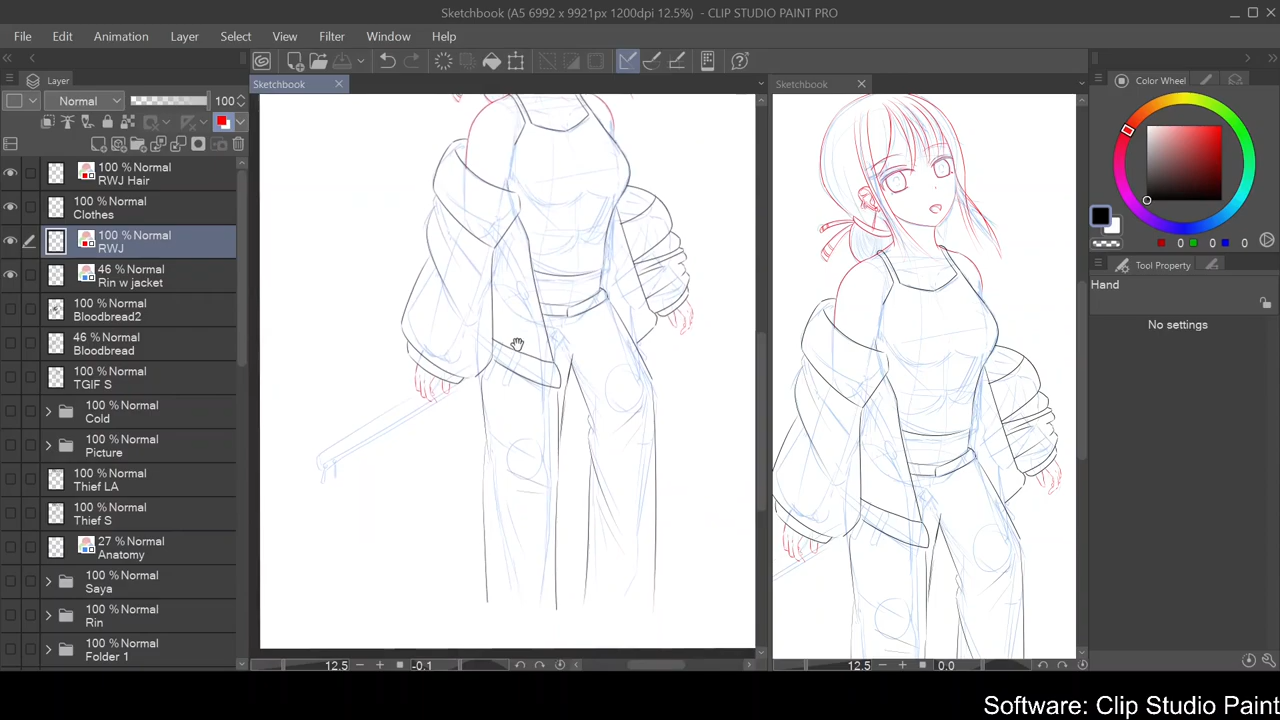 Sketchbook (A5 6992 x 9921px 1200dpi 12.5%) - CLIP STUDIO PAINT PRO
File Edit Animation Layer Select View Filter Window Help
Layer
Normal 100
100 %Normal
RWJ Hair
100 %Normal
Clothes
100 %Normal
RWJ
46 %Normal
Rin w jacket
100 %Normal
Bloodbread2
46 %Normal
Bloodbread
100 %Normal
TGIF S
100 %Normal
Cold
100 %Normal
Picture
100 %Normal
Thief LA
100 %Normal
Thief S
27 %Normal
Anatomy
100 %Normal
Saya
100 %Normal
Rin
100 %Normal
Folder 1
Sketchbook
12.5 -0.1
Sketchbook
12.5 0.0
Color Wheel
0 0 0
Tool Property
Hand
No settings
Software: Clip Studio Paint